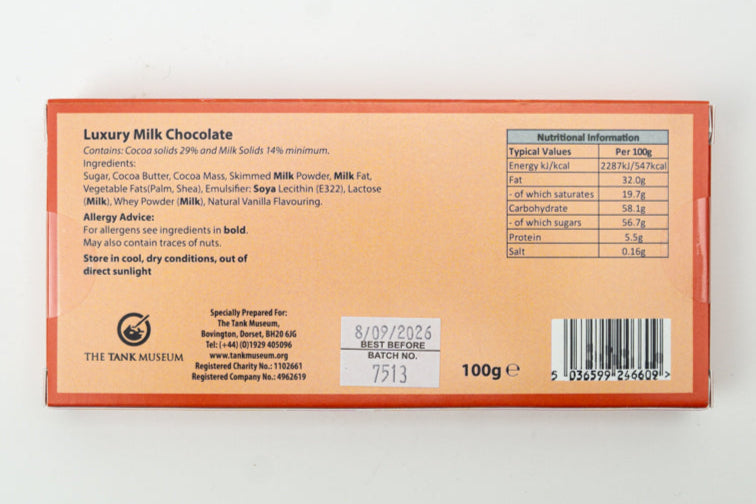 Luxury Milk Chocolate
Contains: Cocoa solids 29% and Milk Solids 14% minimum.
Ingredients:
Sugar, Cocoa Butter, Cocoa Mass, Skimmed Milk Powder, Milk Fat,
Vegetable Fats(Palm, Shea), Emulsifier: Soya Lecithin (E322), Lactose
(Milk), Whey Powder (Milk), Natural Vanilla Flavouring.
Allergy Advice:
For allergens see ingredients in bold.
May also contain traces of nuts.
Store in cool, dry conditions, out of
direct sunlight
Nutritional Information
Typical Values Per 100g
Energy kJ/kcal 2287kJ/547kcal
Fat 32.0g
- of which saturates 19.7g
Carbohydrate 58.1g
- of which sugars 56.7g
Protein 5.5g
Salt 0.16g
THE TANK MUSEUM
Specially Prepared For:
The Tank Museum,
Bovington, Dorset, BH20 6JG
Tel: (+44) (0)1929 405096
www.tankmuseum.org
Registered Charity No.: 1102661
Registered Company No.: 4962619
8/09/2026
BEST BEFORE
BATCH NO.
7513
100g ℮
5 036599 246609 >